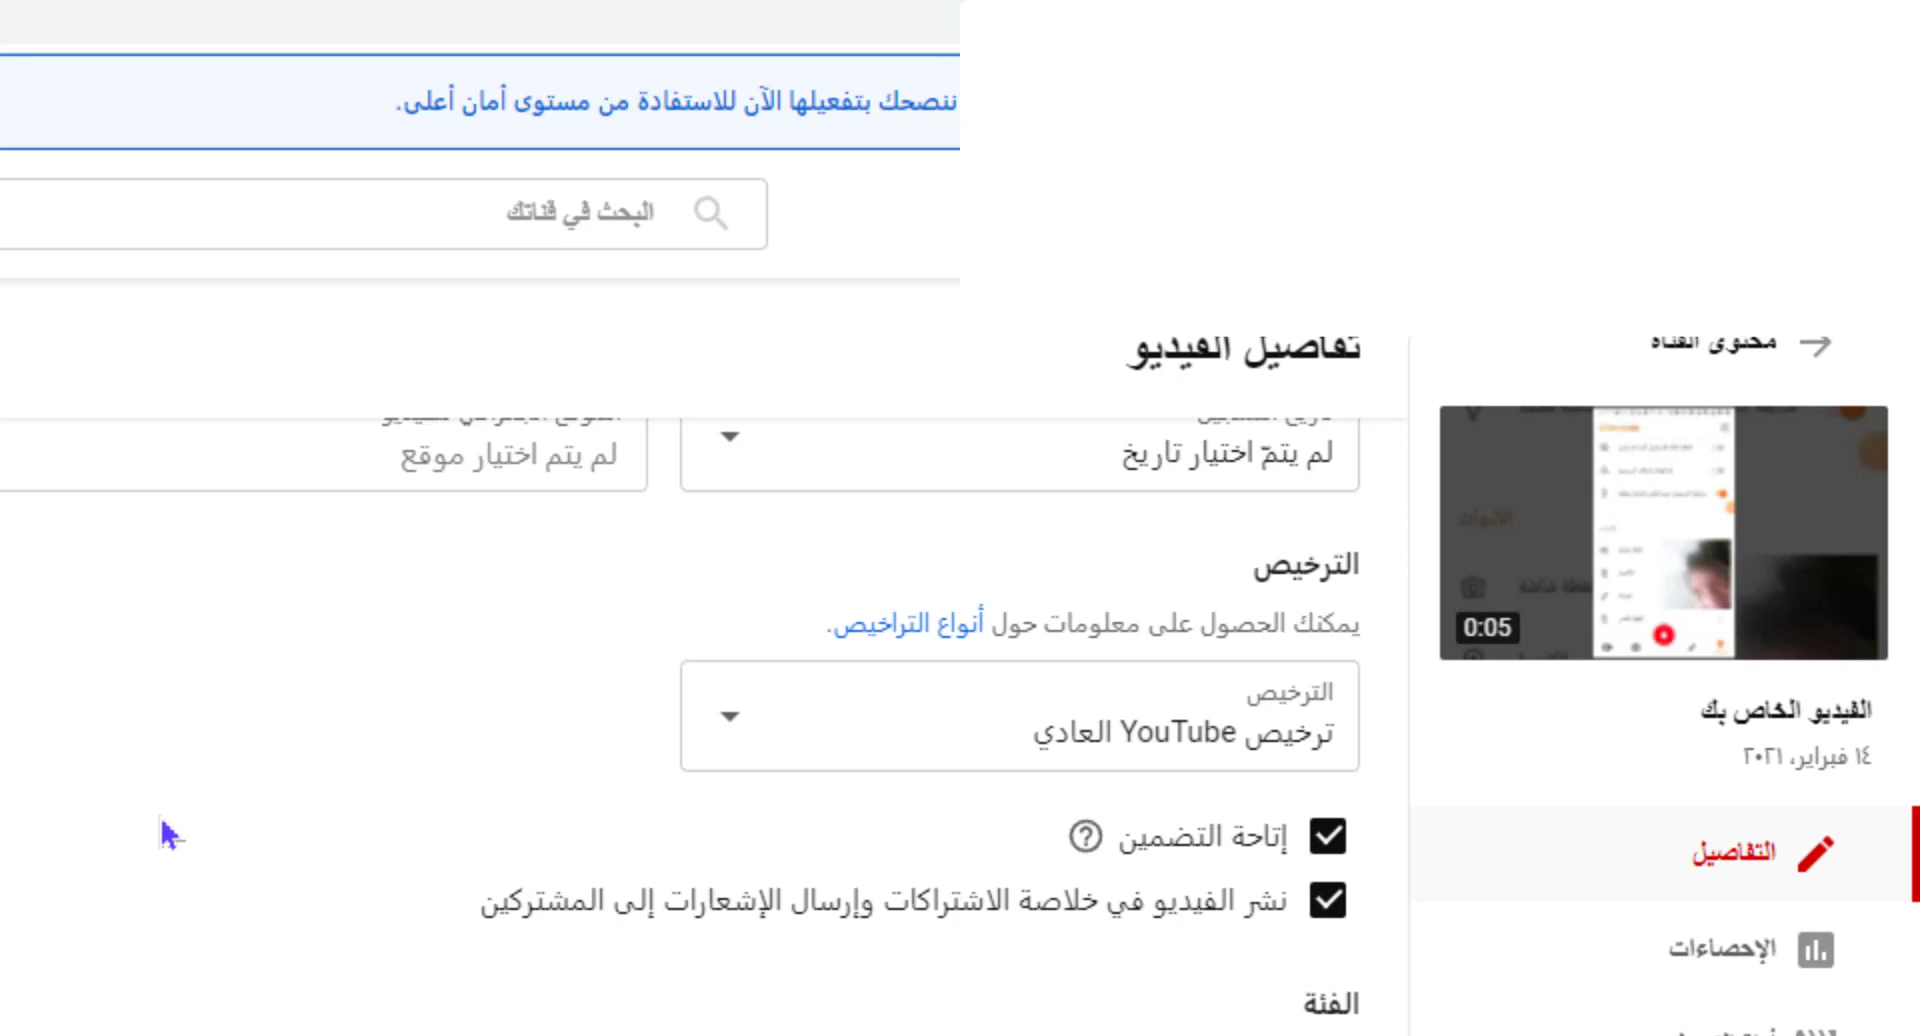 ننصحك بتفعيلها الآن للاستفادة من مستوى أمان أعلى.
البحث في قناتك
محتوى القناة
تفاصيل الفيديو
لم يتمّ اختيار تاريخ
لم يتم اختيار موقع
الترخيص
يمكنك الحصول على معلومات حول أنواع التراخيص.
الترخيص
ترخيص YouTube العادي
إتاحة التضمين
نشر الفيديو في خلاصة الاشتراكات وإرسال الإشعارات إلى المشتركين
الفئة
0:05
الفيديو الخاص بك
١٤ فبراير، ٢٠٢١
التفاصيل
الإحصاءات